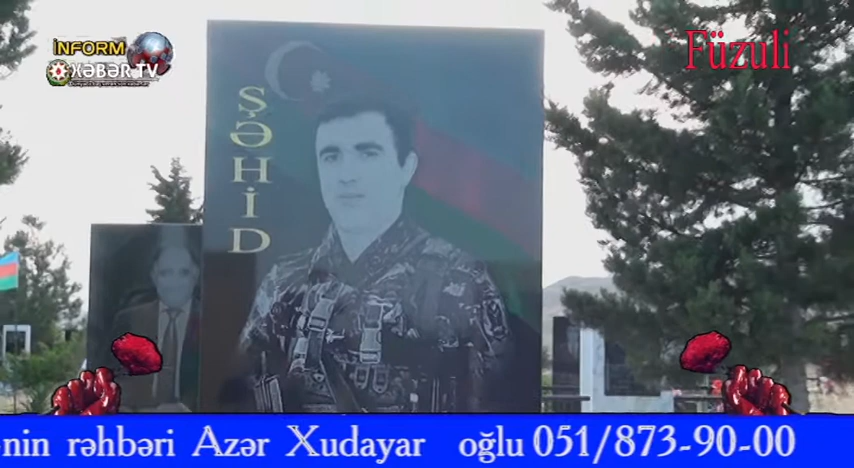 İNFORM
XƏBƏR TV
Füzuli
ŞƏHİD
nin rəhbəri Azər Xudayar oğlu 051/873-90-00